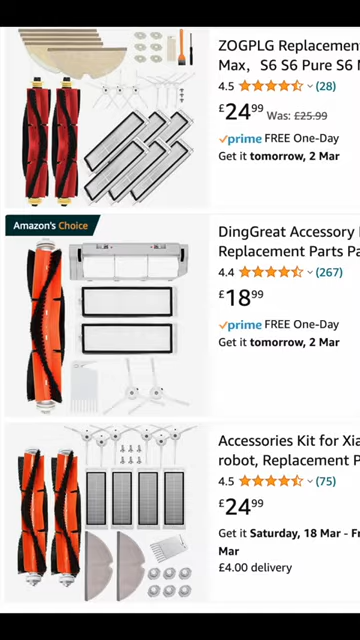 ZOGPLG Replacement
Max, S6 S6 Pure S6
4.5 (28)
£24.99 Was: £25.99
prime FREE One-Day
Get it tomorrow, 2 Mar
Amazon's Choice
DingGreat Accessory
Replacement Parts
4.4 (267)
£18.99
prime FREE One-Day
Get it tomorrow, 2 Mar
Accessories Kit for Xia
robot, Replacement P
4.5 (75)
£24.99
Get it Saturday, 18 Mar - Fr
Mar
£4.00 delivery